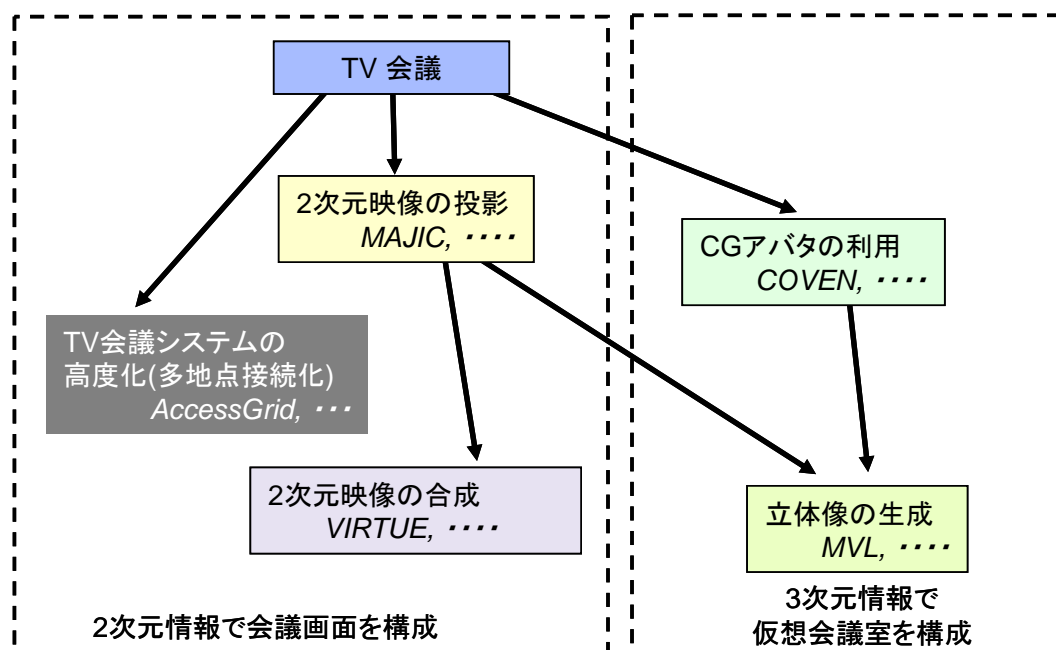 TV 会議
2次元映像の投影
MAJIC, ････
CGアバタの利用
COVEN, ････
TV会議システムの
高度化(多地点接続化)
AccessGrid, ･･･
2次元映像の合成
VIRTUE, ････
立体像の生成
MVL, ････
2次元情報で会議画面を構成
3次元情報で
仮想会議室を構成